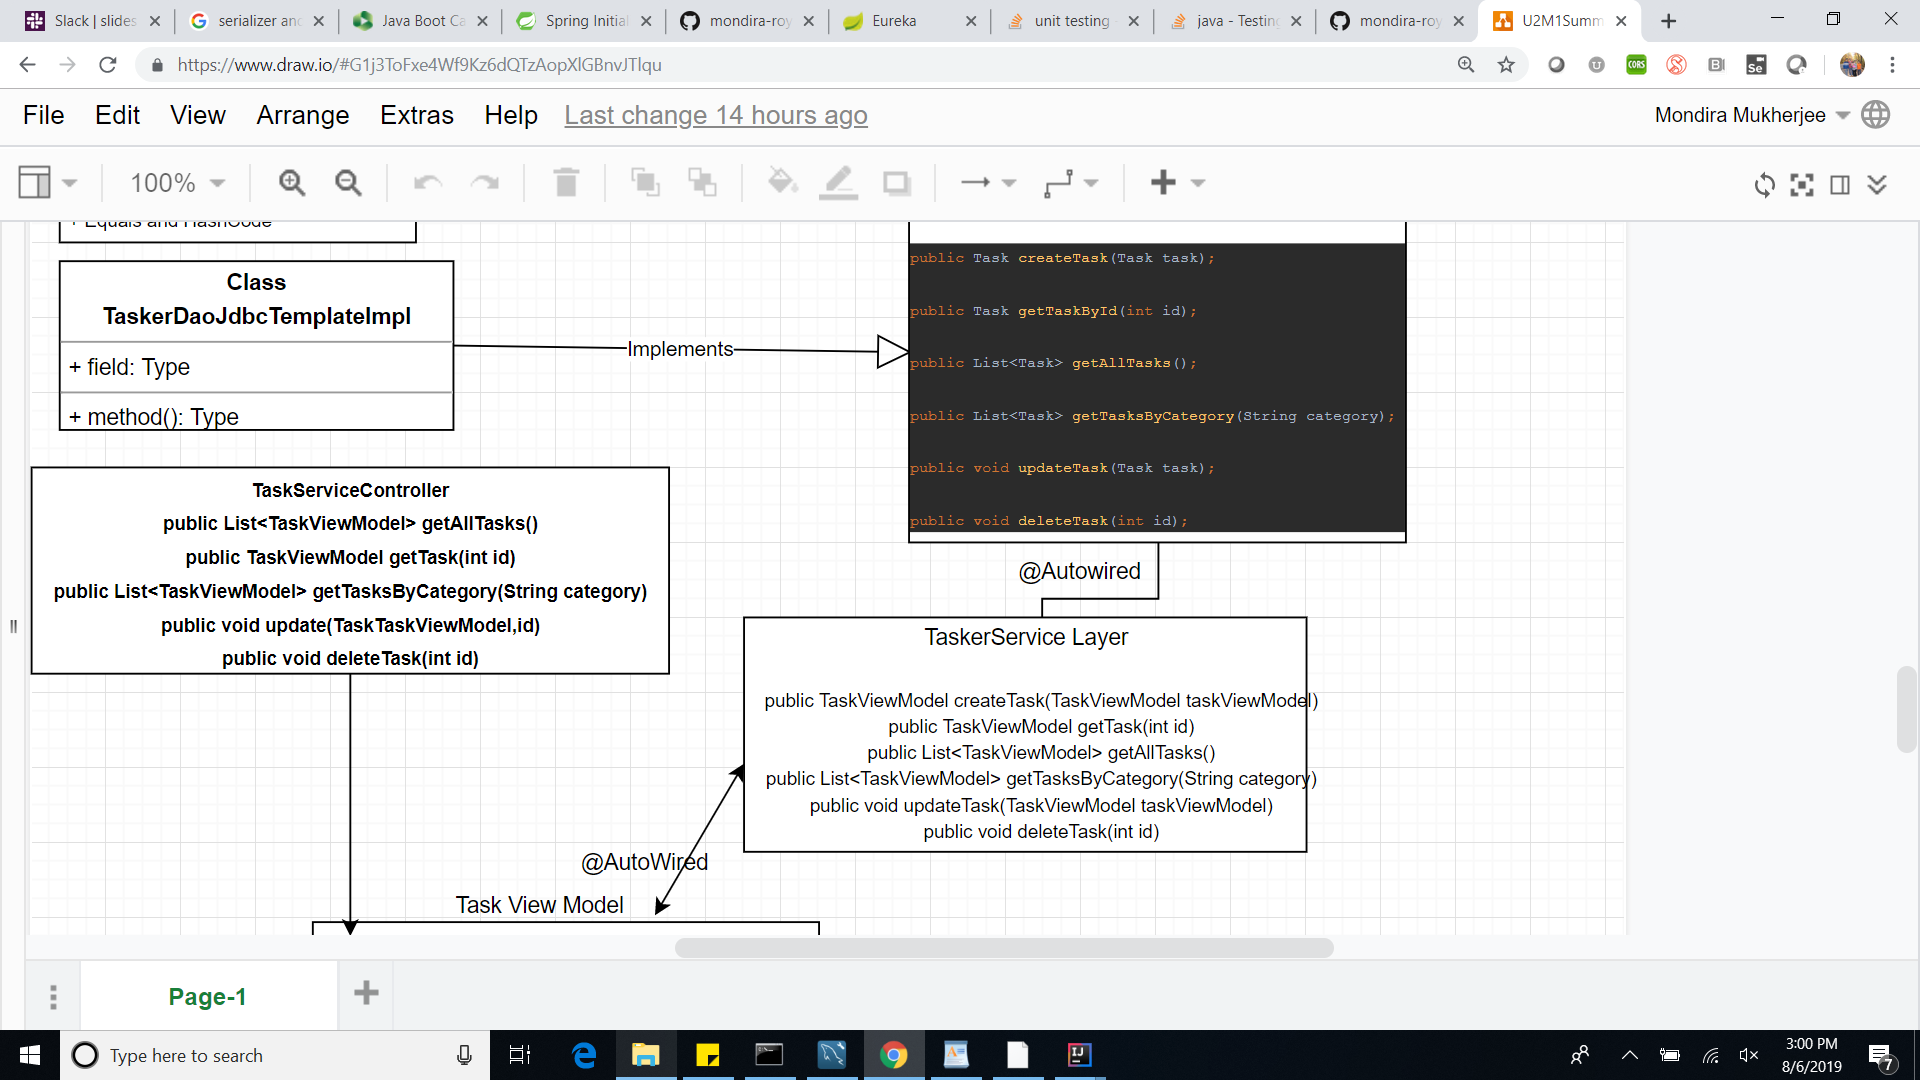 Slack | slides
serializer and
Java Boot Ca
Spring Initial
mondira-roy
Eureka
unit testing
java - Testing
mondira-roy
U2M1Summ
https://www.draw.io/#G1j3ToFxe4Wf9Kz6dQTzAopXlGBnvJTlqu
CORS
Se
File Edit View Arrange Extras Help Last change 14 hours ago
Mondira Mukherjee
100%
+ Equals and HashCode
Class
TaskerDaoJdbcTemplateImpl
+ field: Type
+ method(): Type
Implements
public Task createTask(Task task);
public Task getTaskById(int id);
public List<Task> getAllTasks();
public List<Task> getTasksByCategory(String category);
public void updateTask(Task task);
public void deleteTask(int id);
TaskServiceController
public List<TaskViewModel> getAllTasks()
public TaskViewModel getTask(int id)
public List<TaskViewModel> getTasksByCategory(String category)
public void update(TaskTaskViewModel,id)
public void deleteTask(int id)
@Autowired
TaskerService Layer
public TaskViewModel createTask(TaskViewModel taskViewModel)
public TaskViewModel getTask(int id)
public List<TaskViewModel> getAllTasks()
public List<TaskViewModel> getTasksByCategory(String category)
public void updateTask(TaskViewModel taskViewModel)
public void deleteTask(int id)
@AutoWired
Task View Model
Page-1
Type here to search
3:00 PM
8/6/2019
7